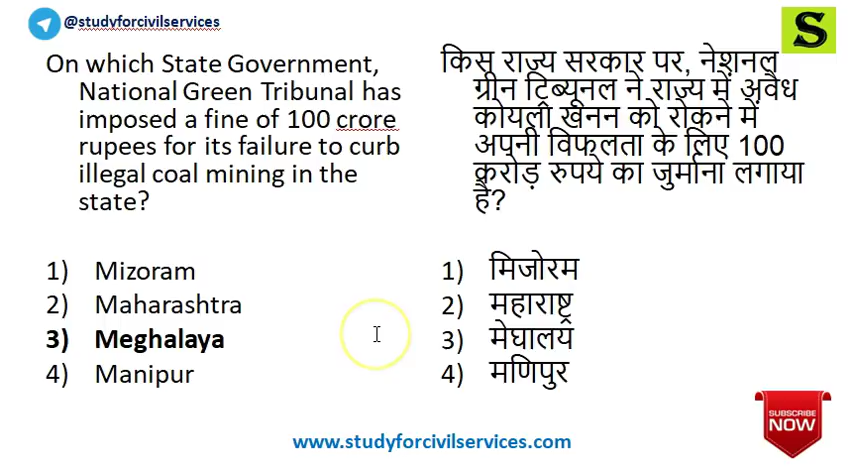 @studyforcivilservices
S
On which State Government,
National Green Tribunal has
imposed a fine of 100 crore
rupees for its failure to curb
illegal coal mining in the
state?
1) Mizoram
2) Maharashtra
3) Meghalaya
4) Manipur
किस राज्य सरकार पर, नेशनल
ग्रीन ट्रिब्यूनल ने राज्य में अवैध
कोयला खनन को रोकने में
अपनी विफलता के लिए 100
करोड़ रुपये का जुर्माना लगाया
है?
1) मिजोरम
2) महाराष्ट्र
3) मेघालय
4) मणिपुर
SUBSCRIBE
NOW
www.studyforcivilservices.com